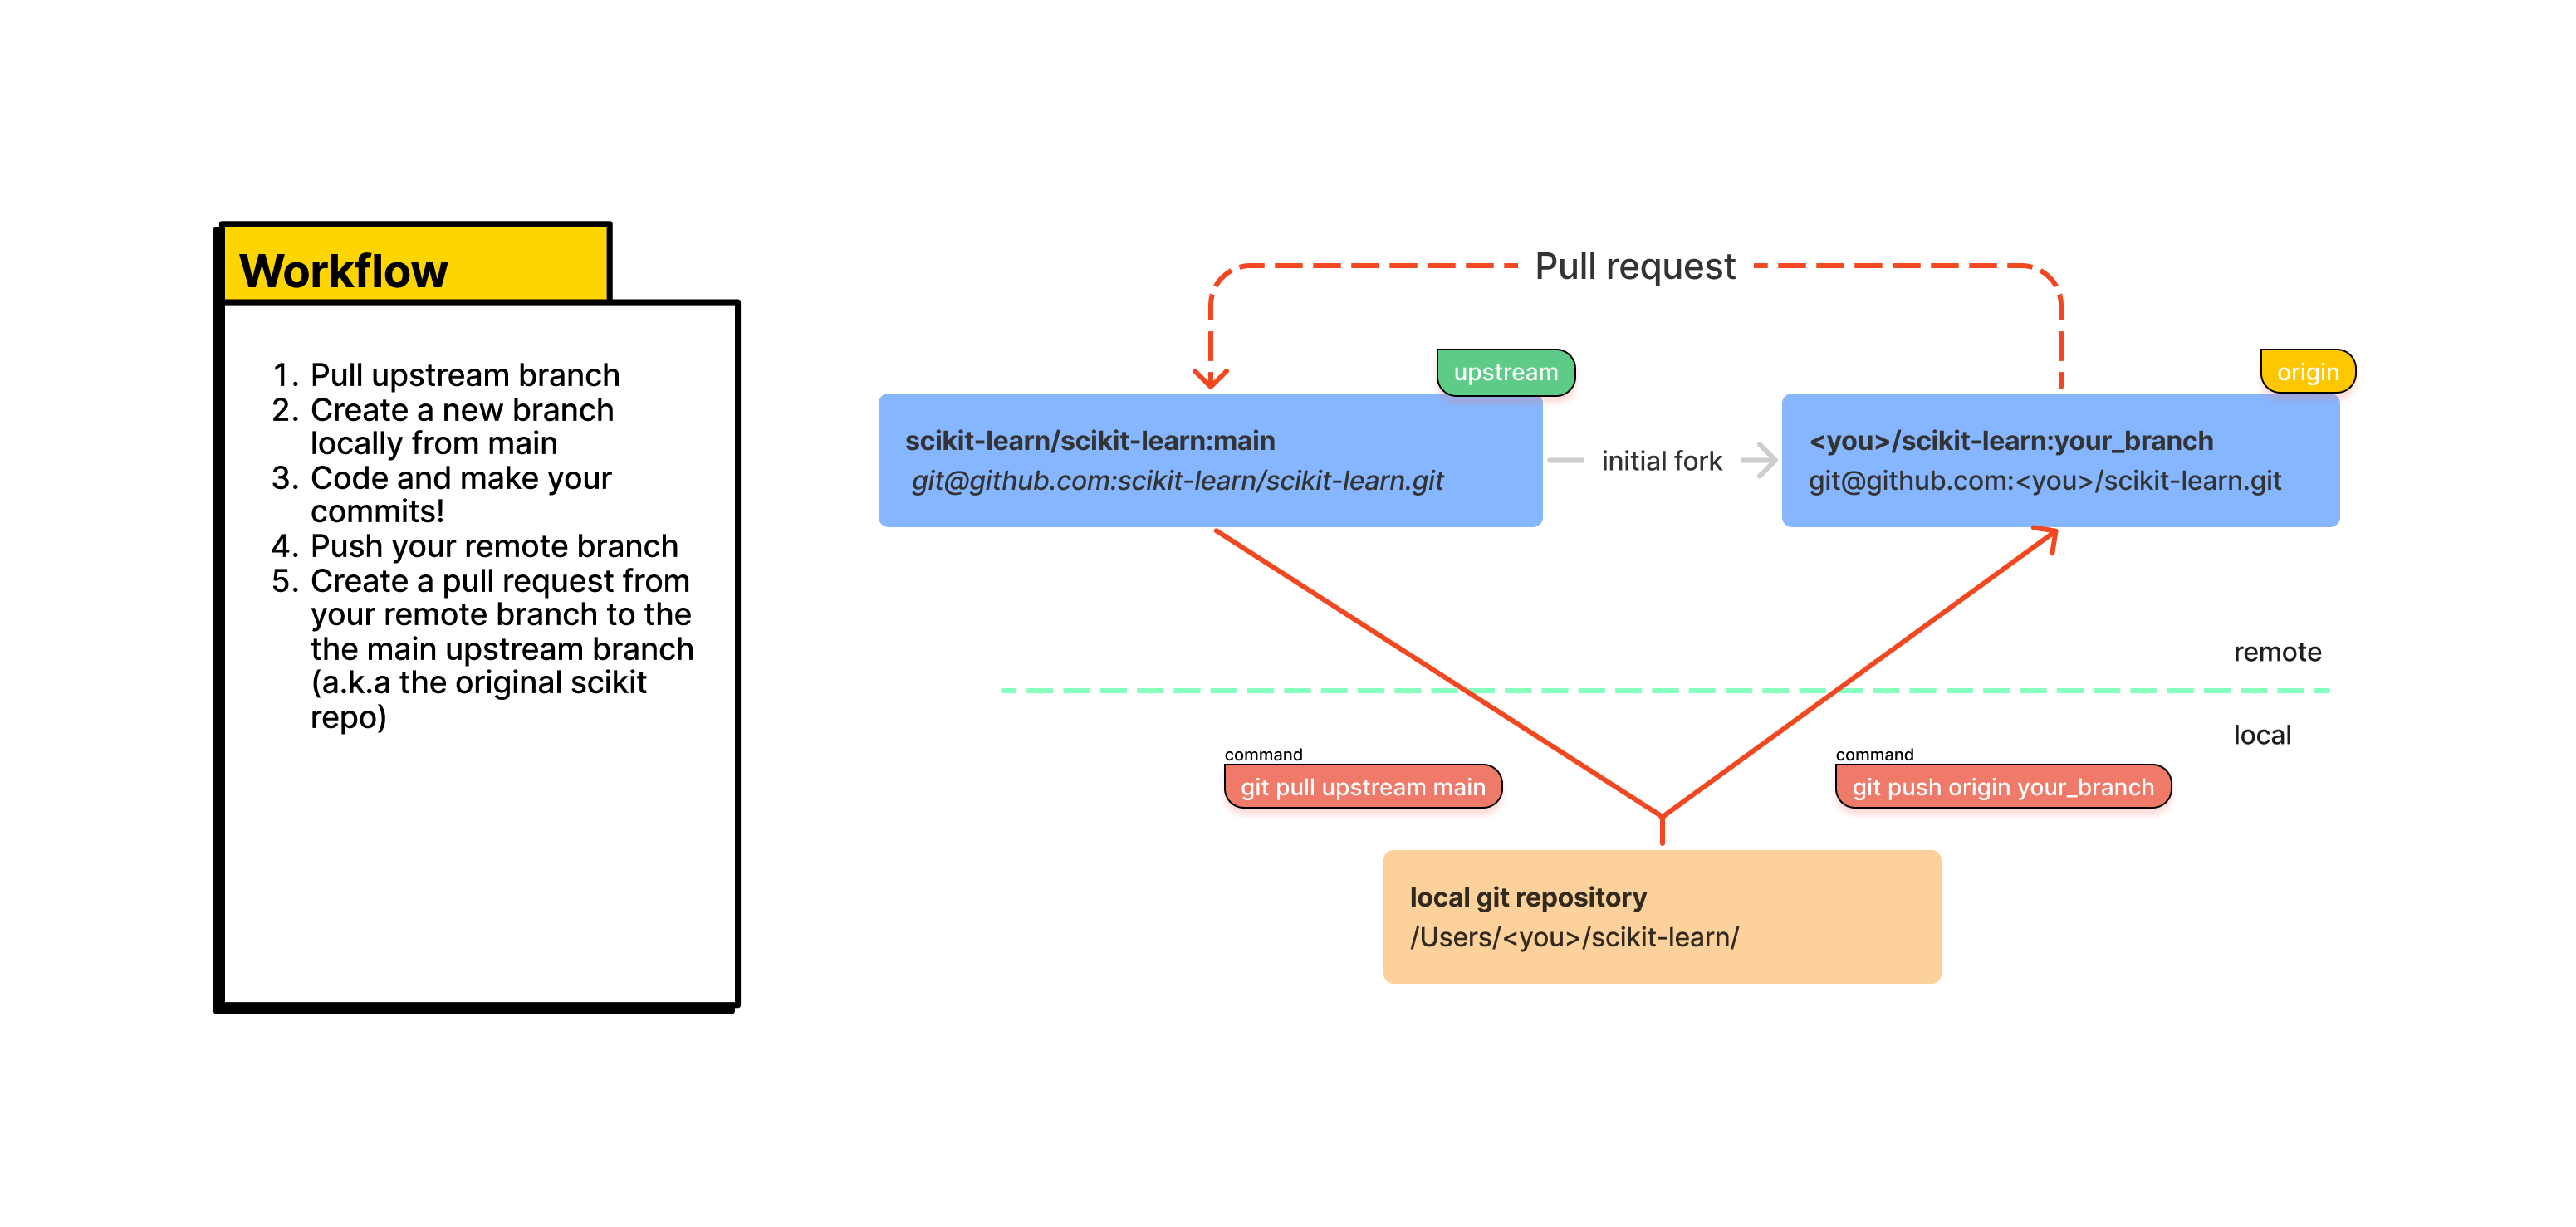 Workflow
1. Pull upstream branch
2. Create a new branch
locally from main
3. Code and make your
commits!
4. Push your remote branch
5. Create a pull request from
your remote branch to the
the main upstream branch
(a.k.a the original scikit
repo)
Pull request
upstream
origin
scikit-learn/scikit-learn:main
git@github.com:scikit-learn/scikit-learn.git
initial fork
<you>/scikit-learn:your_branch
git@github.com:<you>/scikit-learn.git
remote
local
command
git pull upstream main
command
git push origin your_branch
local git repository
/Users/<you>/scikit-learn/